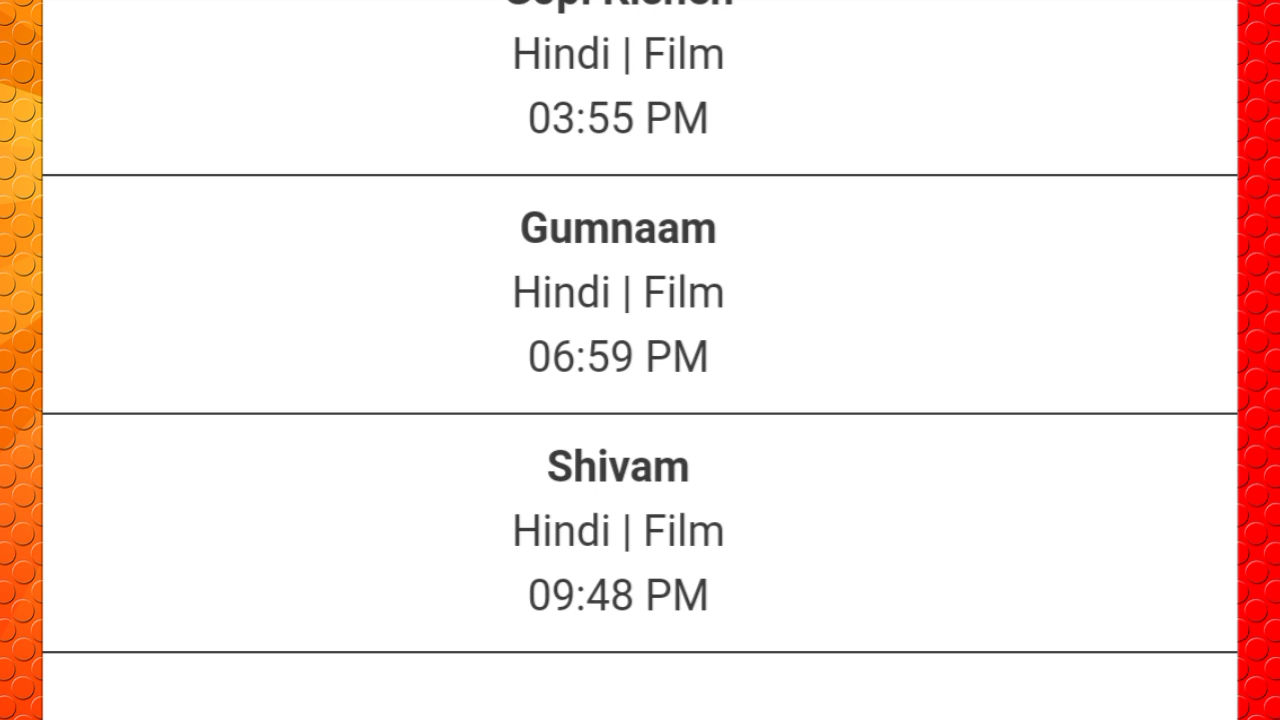 Hindi | Film
03:55 PM
Gumnaam
Hindi | Film
06:59 PM
Shivam
Hindi | Film
09:48 PM